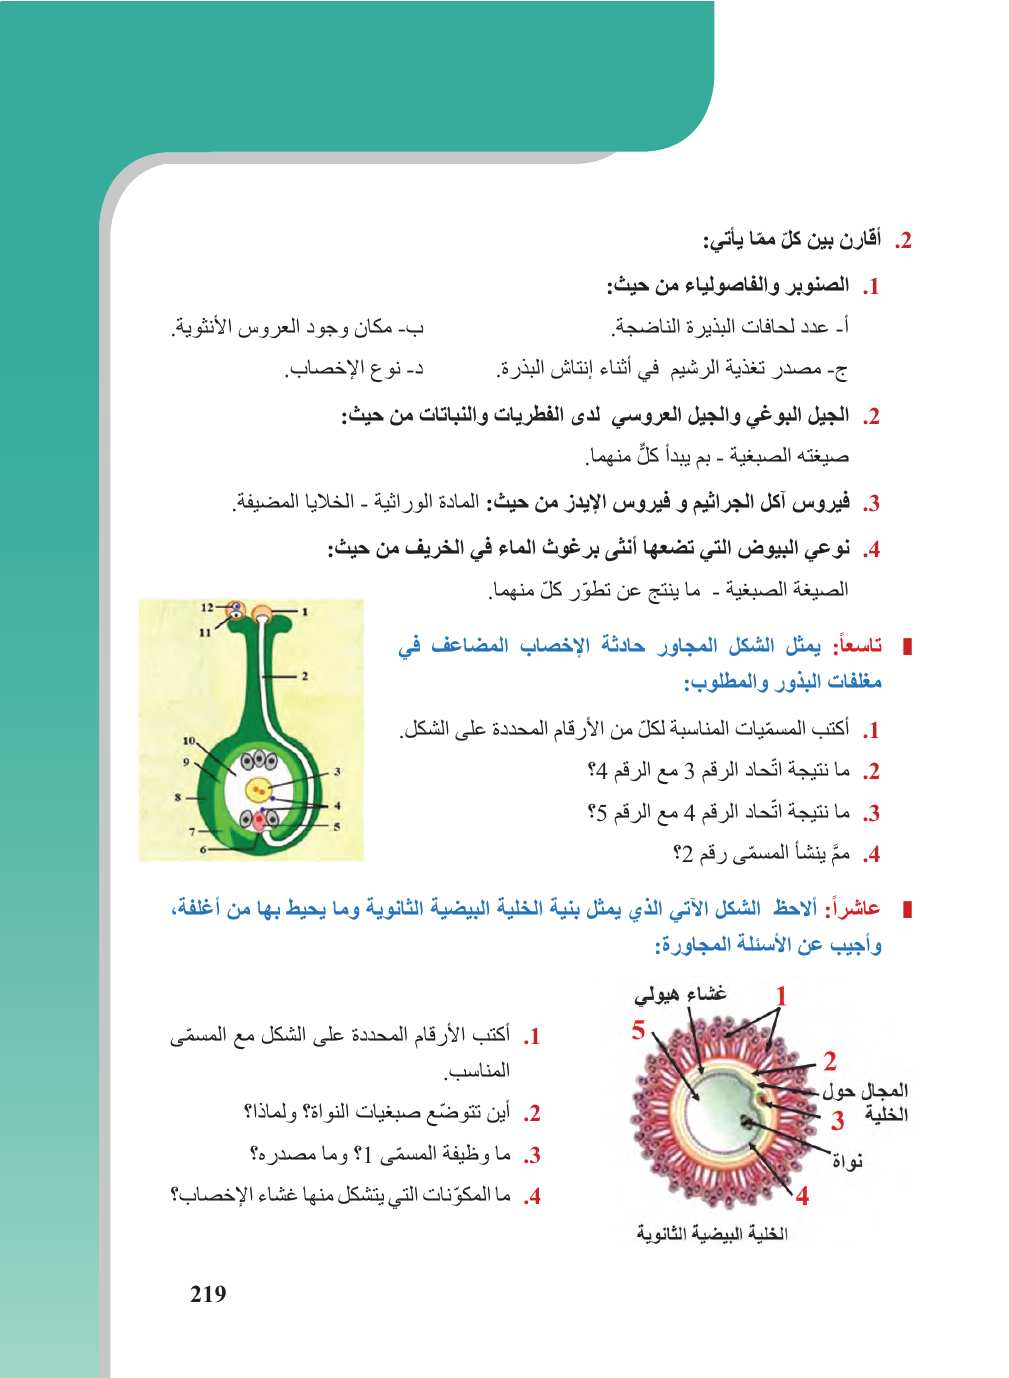 2. أقارن بين كلّ ممّا يأتي:
1. الصنوبر والفاصولياء من حيث:
أ- عدد لحافات البذيرة الناضجة. ب- مكان وجود العروس الأنثوية.
ج- مصدر تغذية الرشيم في أثناء إنتاش البذرة. د- نوع الإخصاب.
2. الجيل البوغي والجيل العروسي لدى الفطريات والنباتات من حيث:
صيغته الصبغية - بم يبدأ كلٌّ منهما.
3. فيروس آكل الجراثيم و فيروس الإيدز من حيث: المادة الوراثية - الخلايا المضيفة.
4. نوعي البيوض التي تضعها أنثى برغوث الماء في الخريف من حيث:
الصيغة الصبغية - ما ينتج عن تطوّر كلّ منهما.
تاسعاً: يمثل الشكل المجاور حادثة الإخصاب المضاعف في
مغلفات البذور والمطلوب:
1. أكتب المسمّيات المناسبة لكلّ من الأرقام المحددة على الشكل.
2. ما نتيجة اتّحاد الرقم 3 مع الرقم 4؟
3. ما نتيجة اتّحاد الرقم 4 مع الرقم 5؟
4. ممَّ ينشأ المسمّى رقم 2؟
12
1
11
2
10
9
3
8
4
7
5
6
عاشراً: ألاحظ الشكل الآتي الذي يمثل بنية الخلية البيضية الثانوية وما يحيط بها من أغلفة،
وأجيب عن الأسئلة المجاورة:
غشاء هيولي
1
5
2
المجال حول
الخلية
3
نواة
4
الخلية البيضية الثانوية
1. أكتب الأرقام المحددة على الشكل مع المسمّى
المناسب.
2. أين تتوضّع صبغيات النواة؟ ولماذا؟
3. ما وظيفة المسمّى 1؟ وما مصدره؟
4. ما المكوّنات التي يتشكل منها غشاء الإخصاب؟
219